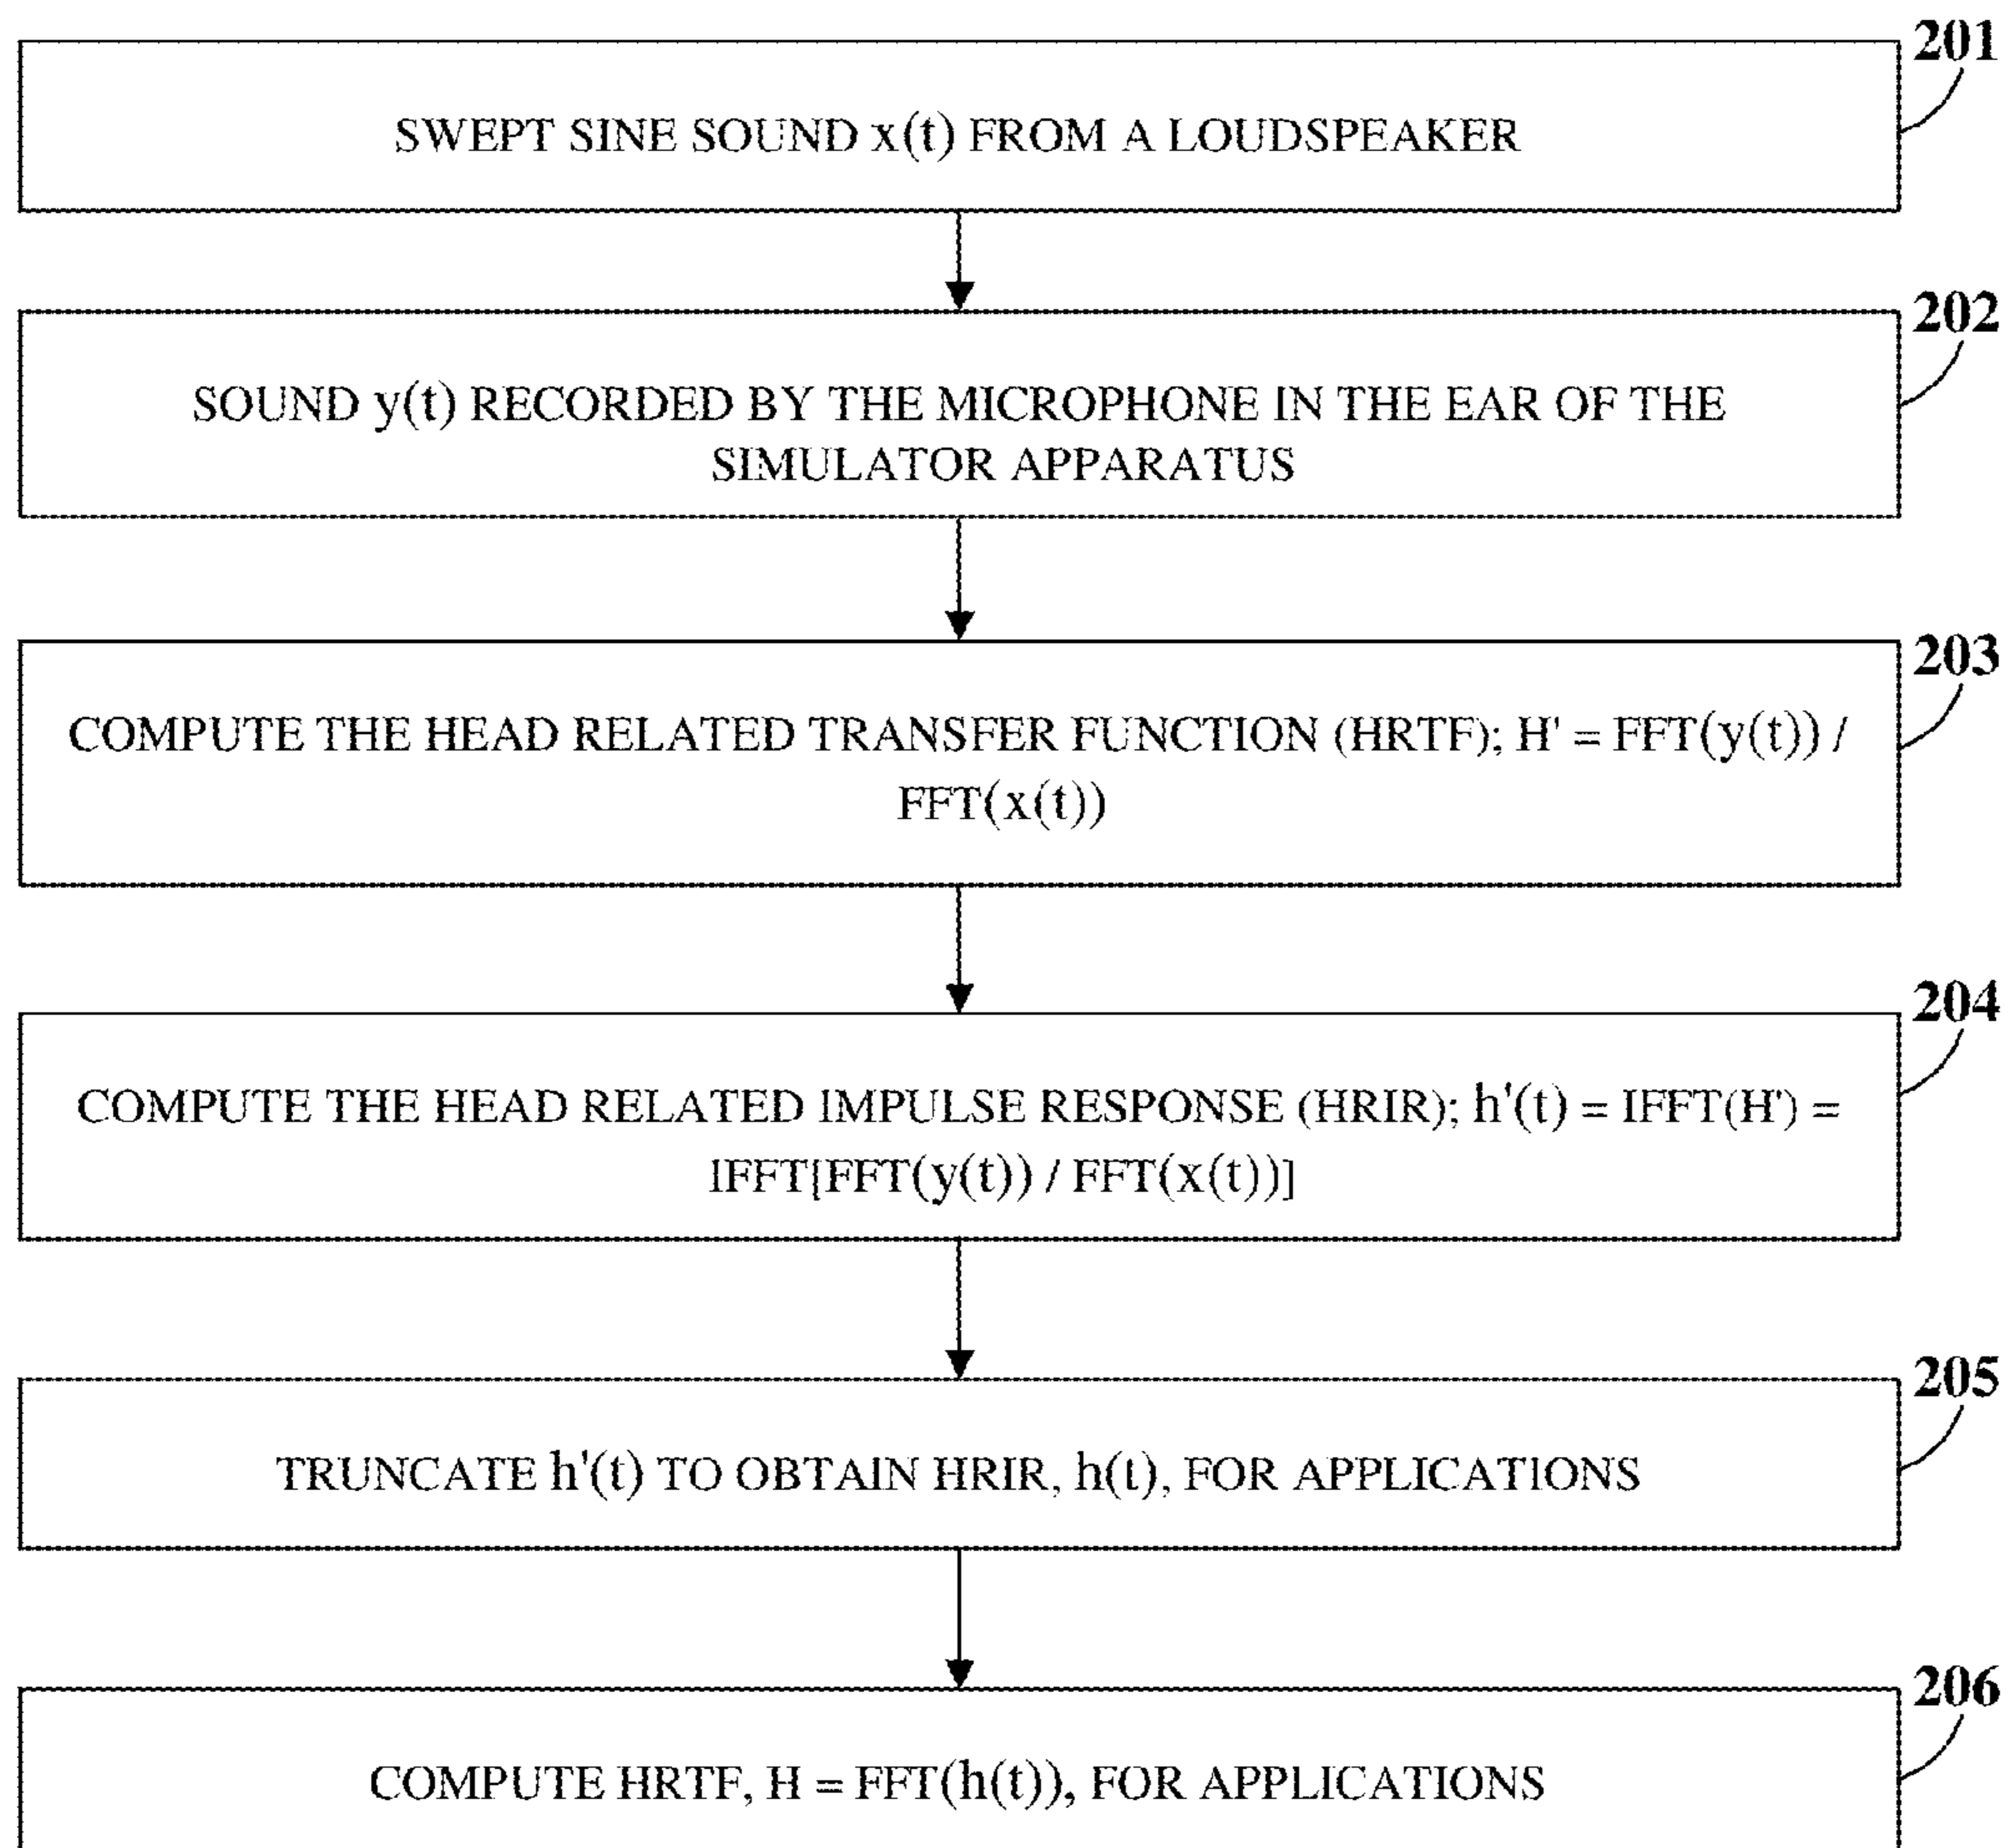 201
SWEPT SINE SOUND x(t) FROM A LOUDSPEAKER
202
SOUND y(t) RECORDED BY THE MICROPHONE IN THE EAR OF THE
SIMULATOR APPARATUS
203
COMPUTE THE HEAD RELATED TRANSFER FUNCTION (HRTF); H' = FFT(y(t)) /
FFT(x(t))
204
COMPUTE THE HEAD RELATED IMPULSE RESPONSE (HRIR); h'(t) = IFFT(H') =
IFFT[FFT(y(t)) / FFT(x(t))]
205
TRUNCATE h'(t) TO OBTAIN HRIR, h(t), FOR APPLICATIONS
206
COMPUTE HRTF, H = FFT(h(t)), FOR APPLICATIONS